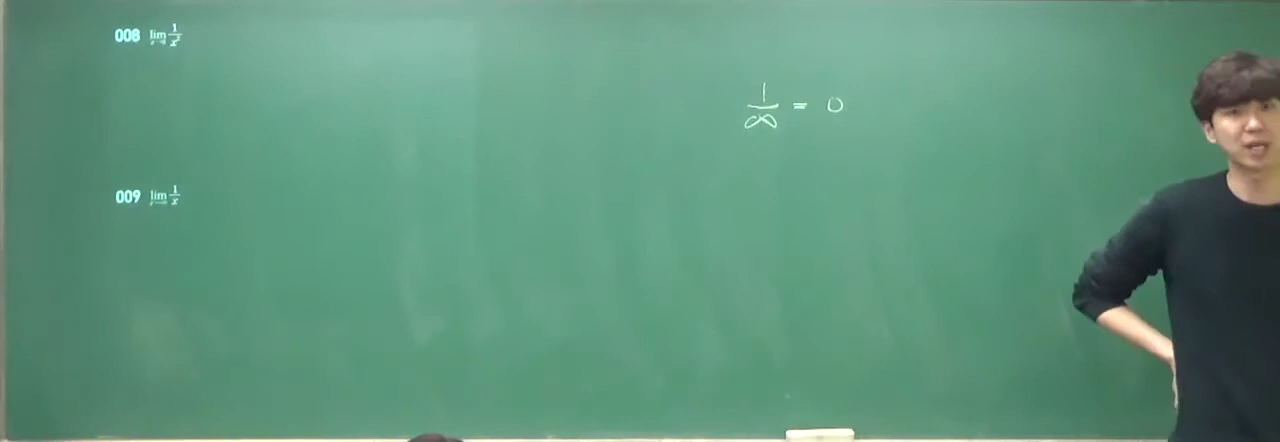 008 lim 1/x²
1/∞ = 0
009 lim 1/x